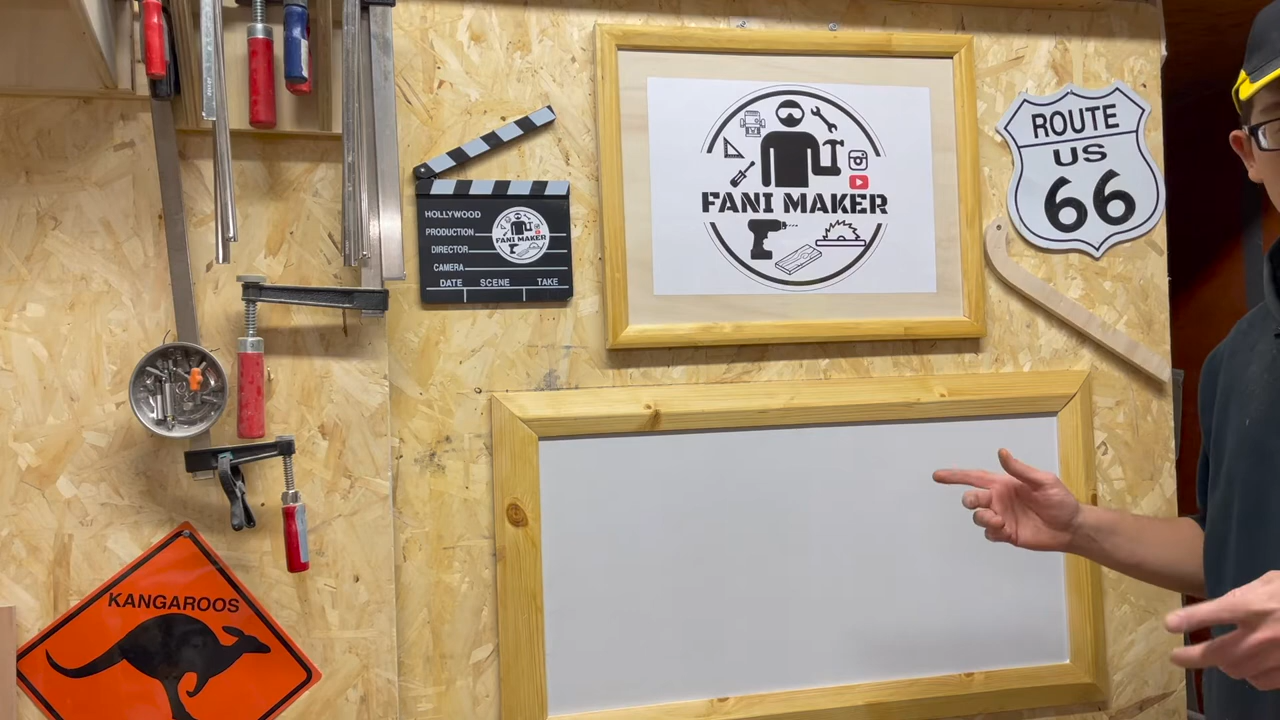 HOLLYWOOD
PRODUCTION
DIRECTOR
CAMERA
DATE SCENE TAKE
FANI MAKER
FANI MAKER
ROUTE
US
66
KANGAROOS